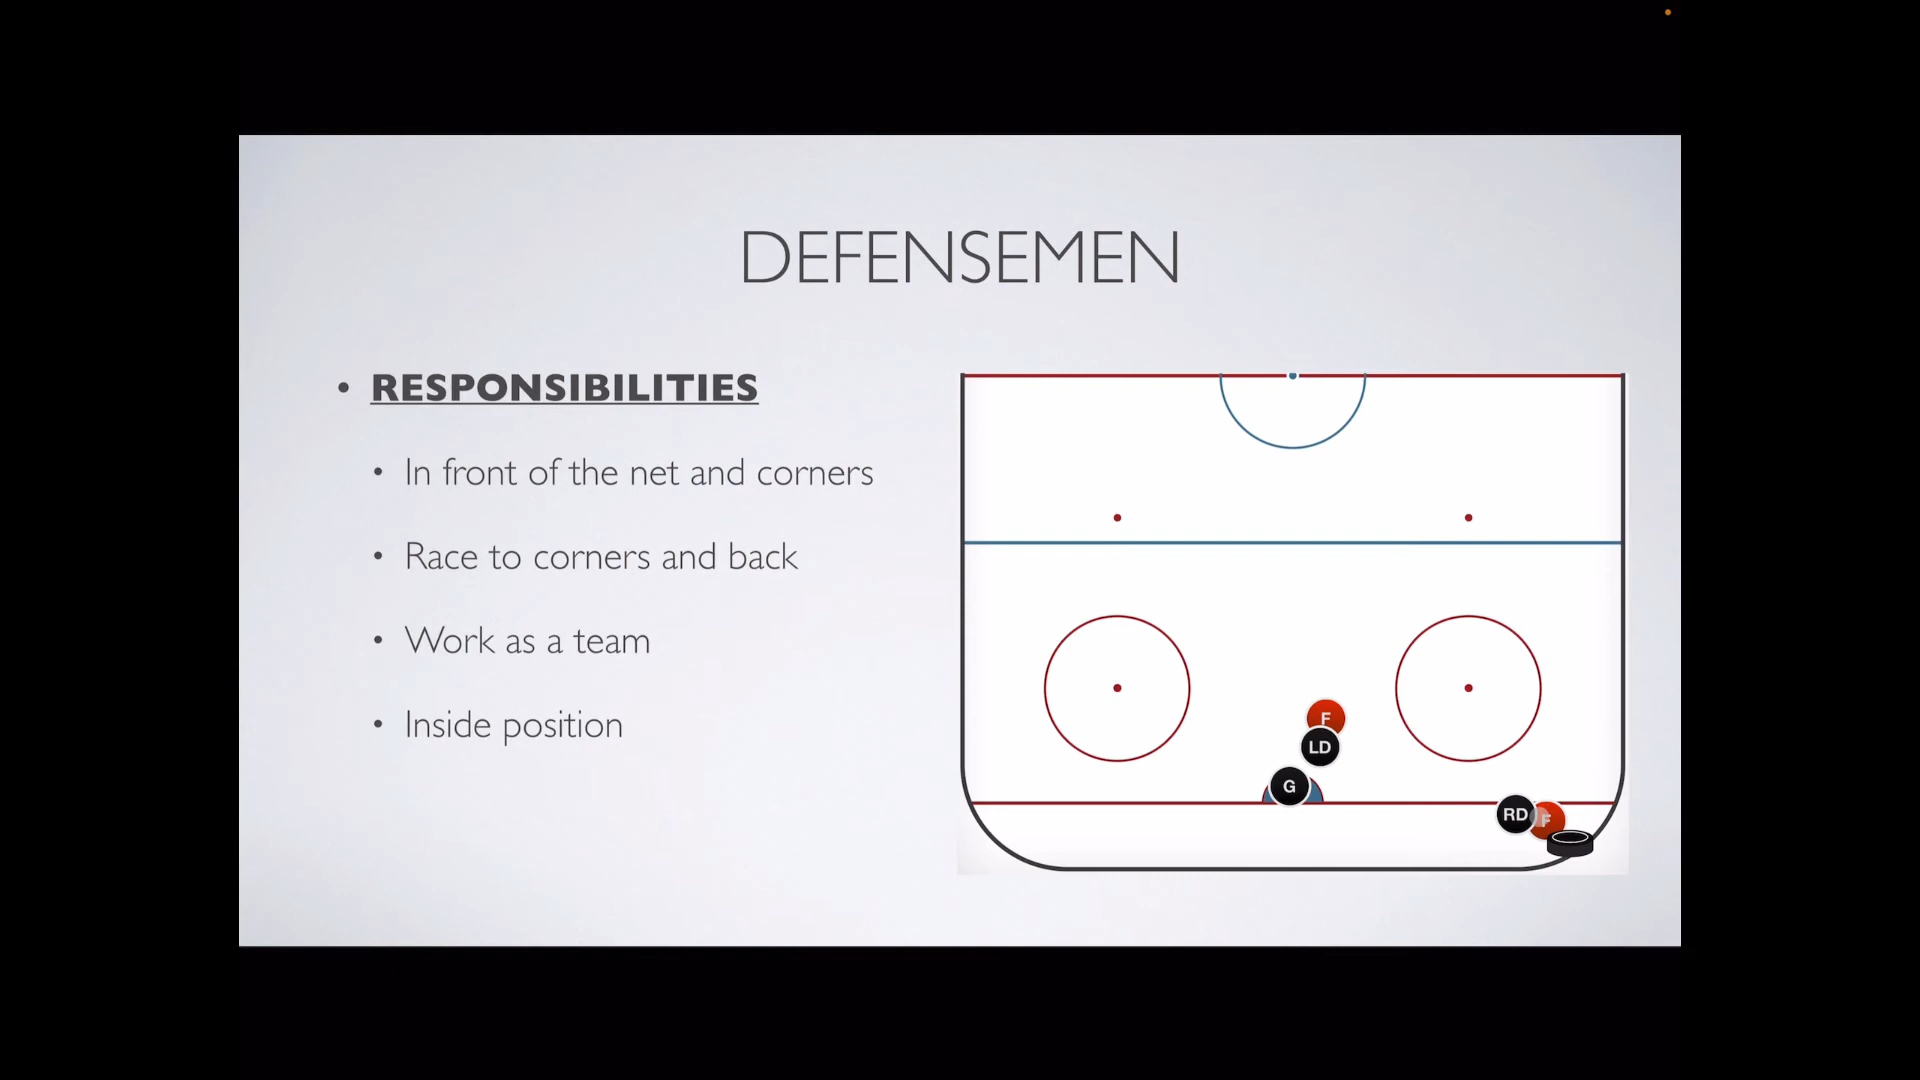 DEFENSEMEN
• RESPONSIBILITIES
• In front of the net and corners
• Race to corners and back
• Work as a team
• Inside position
F
LD
G
RD F